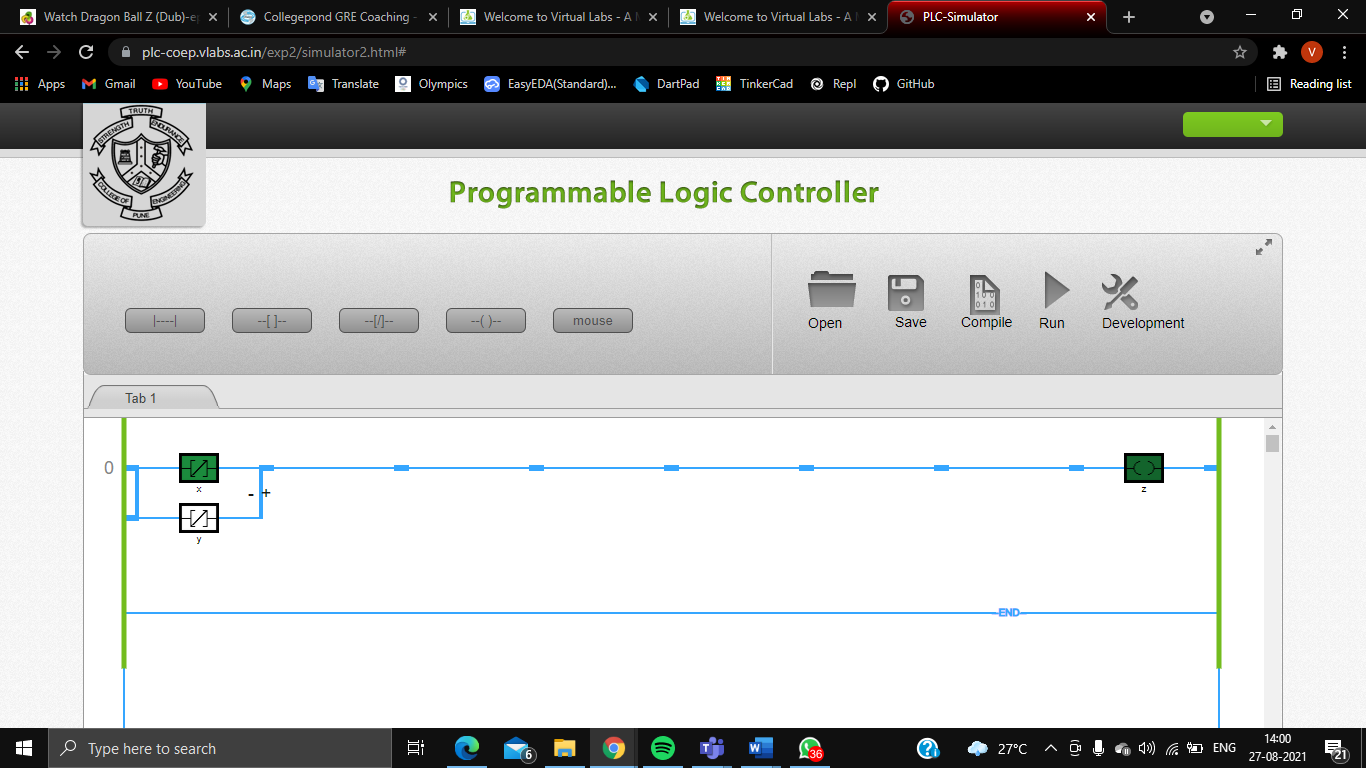 Watch Dragon Ball Z (Dub)-ep
Collegepond GRE Coaching -
Welcome to Virtual Labs - A M
Welcome to Virtual Labs - A M
PLC-Simulator
plc-coep.vlabs.ac.in/exp2/simulator2.html#
V
Apps
Gmail
YouTube
Maps
Translate
Olympics
EasyEDA(Standard)...
DartPad
TinkerCad
Repl
GitHub
Reading list
TRUTH
STRENGTH
ENDURANCE
COLLEGE OF
ENGINEERING
PUNE
Programmable Logic Controller
|----|
--[ ]--
--[/]--
--( )--
mouse
Open
Save
Compile
Run
Development
Tab 1
0
x
- +
y
z
-END-
Type here to search
6
36
27°C
ENG
14:00
27-08-2021
21